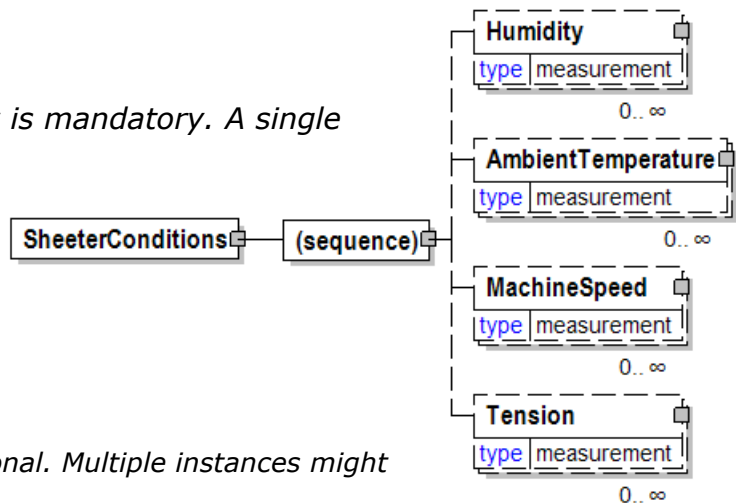 Humidity
type measurement
0.. ∞
is mandatory. A single
AmbientTemperature
type measurement
0.. ∞
SheeterConditions
(sequence)
MachineSpeed
type measurement
0.. ∞
Tension
type measurement
onal. Multiple instances might
0.. ∞